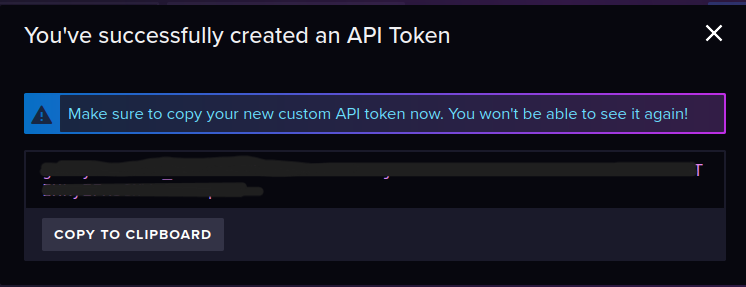 You've successfully created an API Token
Make sure to copy your new custom API token now. You won't be able to see it again!
COPY TO CLIPBOARD